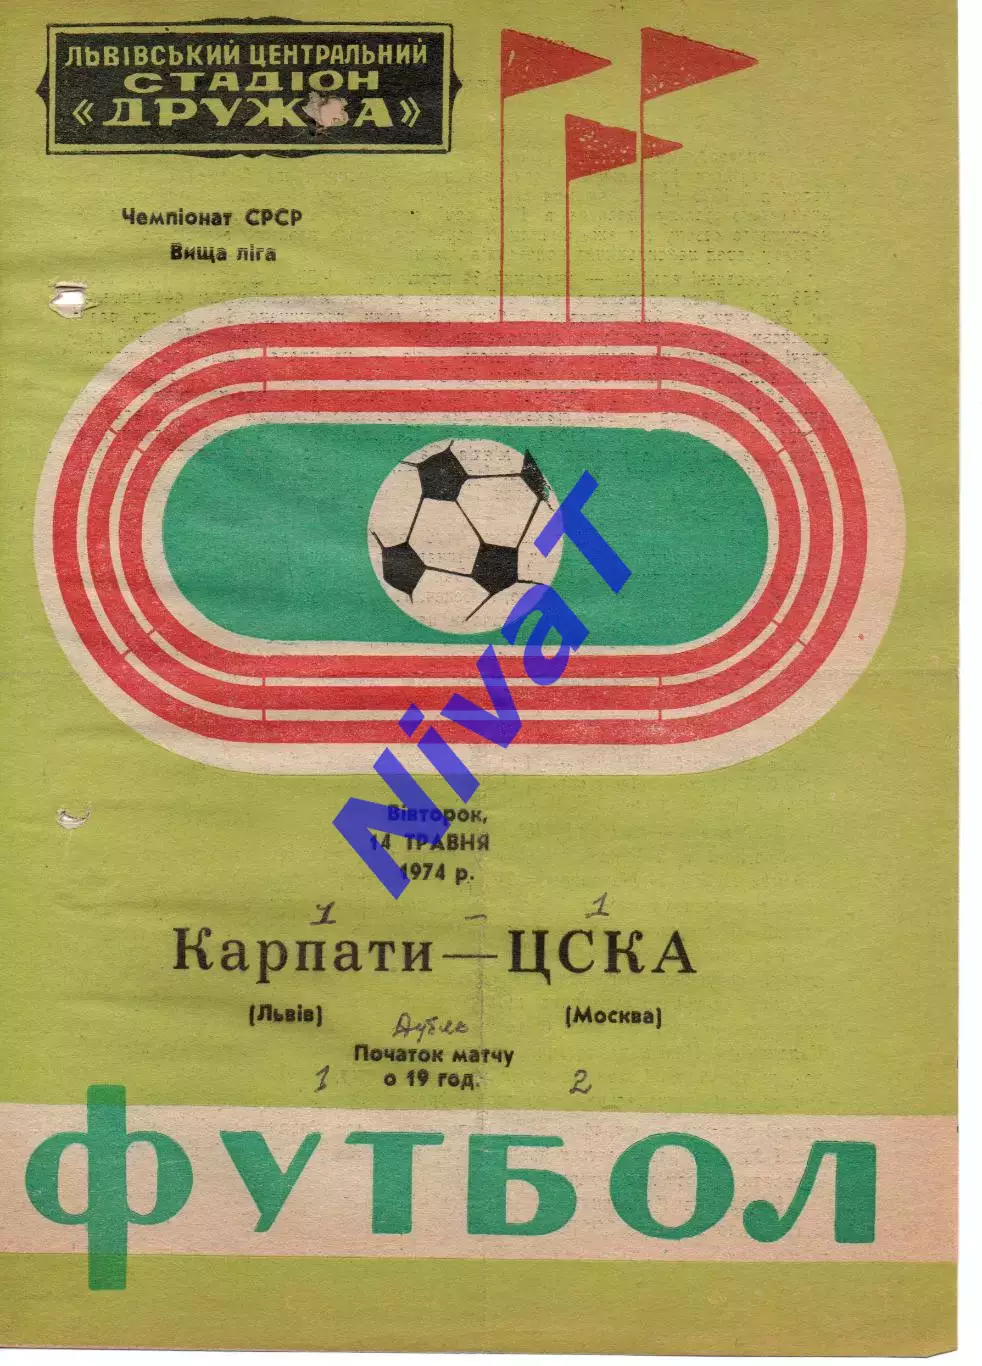 ЛЬВІВСЬКИЙ ЦЕНТРАЛЬНИЙ
СТАДІОН
«ДРУЖБА»
Чемпіонат СРСР
Вища ліга
NivaT
Вівторок,
14 ТРАВНЯ
1974 р.
1 - 1
Карпати — ЦСКА
(Львів) (Москва)
Дубль
Початок матчу
1 о 19 год. 2
ФУТБОЛ